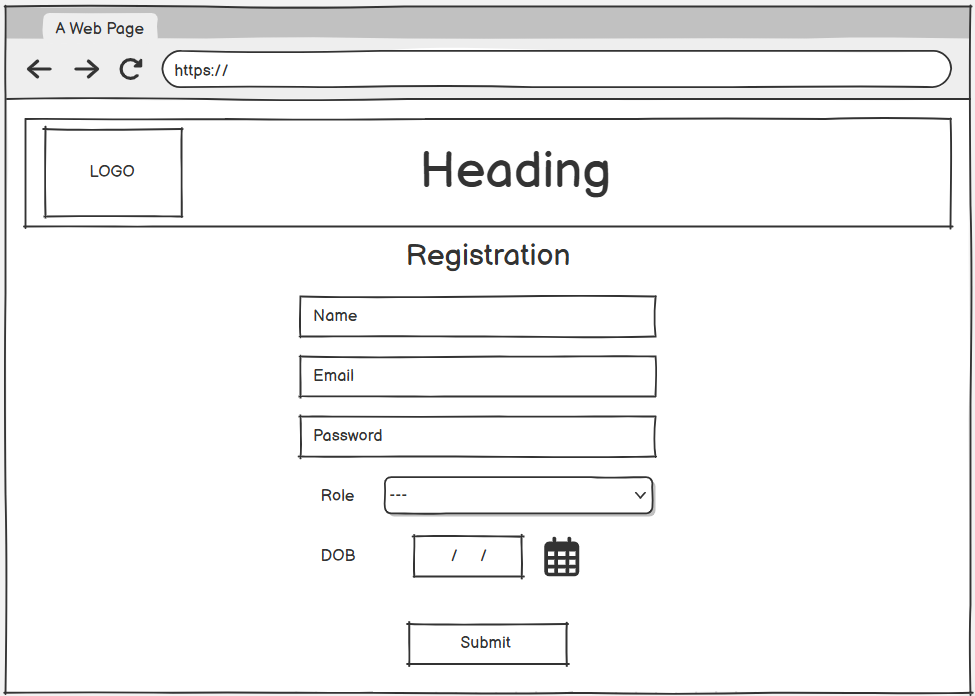 A Web Page
https://
LOGO
Heading
Registration
Name
Email
Password
Role ---
DOB / /
Submit